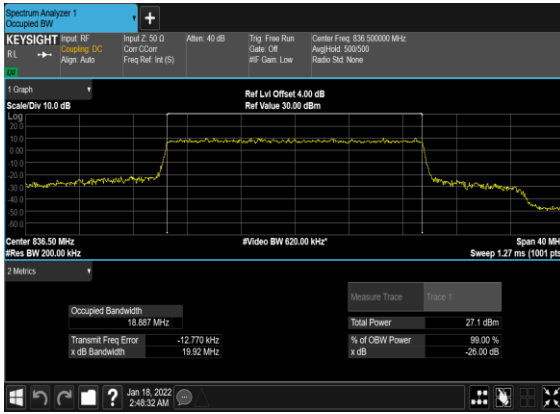 Spectrum Analyzer 1
Occupied BW
+
KEYSIGHT Input: RF Input Z: 50 Ω Atten: 40 dB Trig: Free Run Center Freq: 836.500000 MHz
RL Coupling: DC Corr CCorr Gate: Off Avg|Hold: 500/500
Align: Auto Freq Ref: Int (S) #IF Gain: Low Radio Std: None
1 Graph
Ref Lvl Offset 4.00 dB
Scale/Div 10.0 dB Ref Value 30.00 dBm
Log
20.0
10.0
0.00
-10.0
-20.0
-30.0
-40.0
-50.0
-60.0
Center 836.50 MHz #Video BW 620.00 kHz* Span 40 MH
#Res BW 200.00 kHz Sweep 1.27 ms (1001 pts
2 Metrics
Measure Trace Trace 1
Occupied Bandwidth
18.887 MHz Total Power 27.1 dBm
Transmit Freq Error -12.770 kHz % of OBW Power 99.00 %
x dB Bandwidth 19.92 MHz x dB -26.00 dB
? Jan 18, 2022
2:48:32 AM